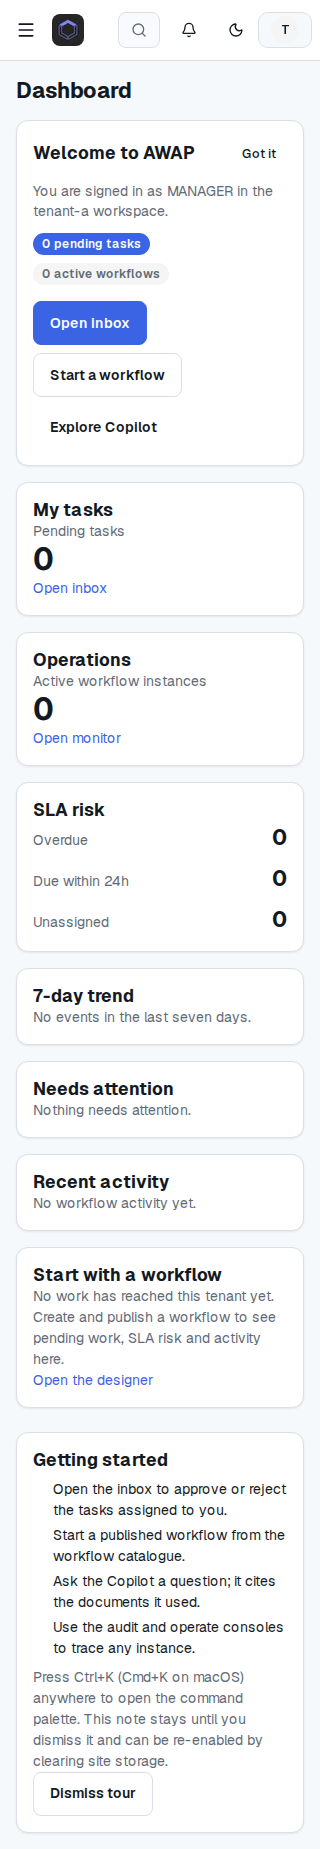 T
Dashboard
Welcome to AWAP
Got it
You are signed in as MANAGER in the
tenant-a workspace.
0 pending tasks
0 active workflows
Open inbox
Start a workflow
Explore Copilot
My tasks
Pending tasks
0
Open inbox
Operations
Active workflow instances
0
Open monitor
SLA risk
Overdue 0
Due within 24h 0
Unassigned 0
7-day trend
No events in the last seven days.
Needs attention
Nothing needs attention.
Recent activity
No workflow activity yet.
Start with a workflow
No work has reached this tenant yet.
Create and publish a workflow to see
pending work, SLA risk and activity
here.
Open the designer
Getting started
Open the inbox to approve or reject
the tasks assigned to you.
Start a published workflow from the
workflow catalogue.
Ask the Copilot a question; it cites
the documents it used.
Use the audit and operate consoles
to trace any instance.
Press Ctrl+K (Cmd+K on macOS)
anywhere to open the command
palette. This note stays until you
dismiss it and can be re-enabled by
clearing site storage.
Dismiss tour